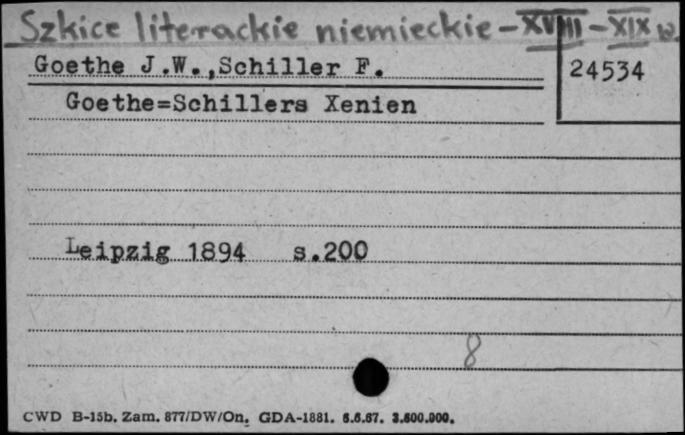 Szkice literackie niemieckie - XVIII - XIX w.
Goethe J.W.,Schiller F.
24534
Goethe=Schillers Xenien
Leipzig 1894 s.200
8
CWD B-15b. Zam. 877/DW/On. GDA-1881. 6.6.67. 3.600.000.